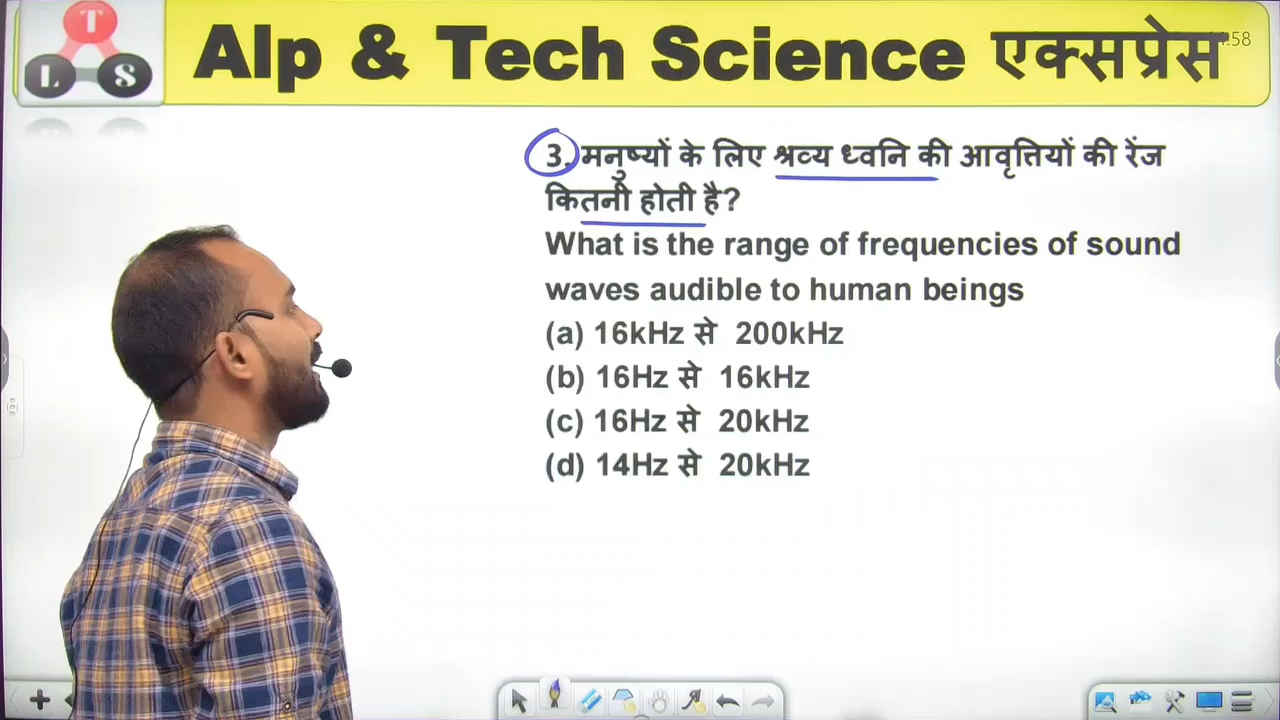 T
L S
Alp & Tech Science एक्सप्रेस
3. मनुष्यों के लिए श्रव्य ध्वनि की आवृत्तियों की रेंज
कितनी होती है?
What is the range of frequencies of sound
waves audible to human beings
(a) 16kHz से 200kHz
(b) 16Hz से 16kHz
(c) 16Hz से 20kHz
(d) 14Hz से 20kHz